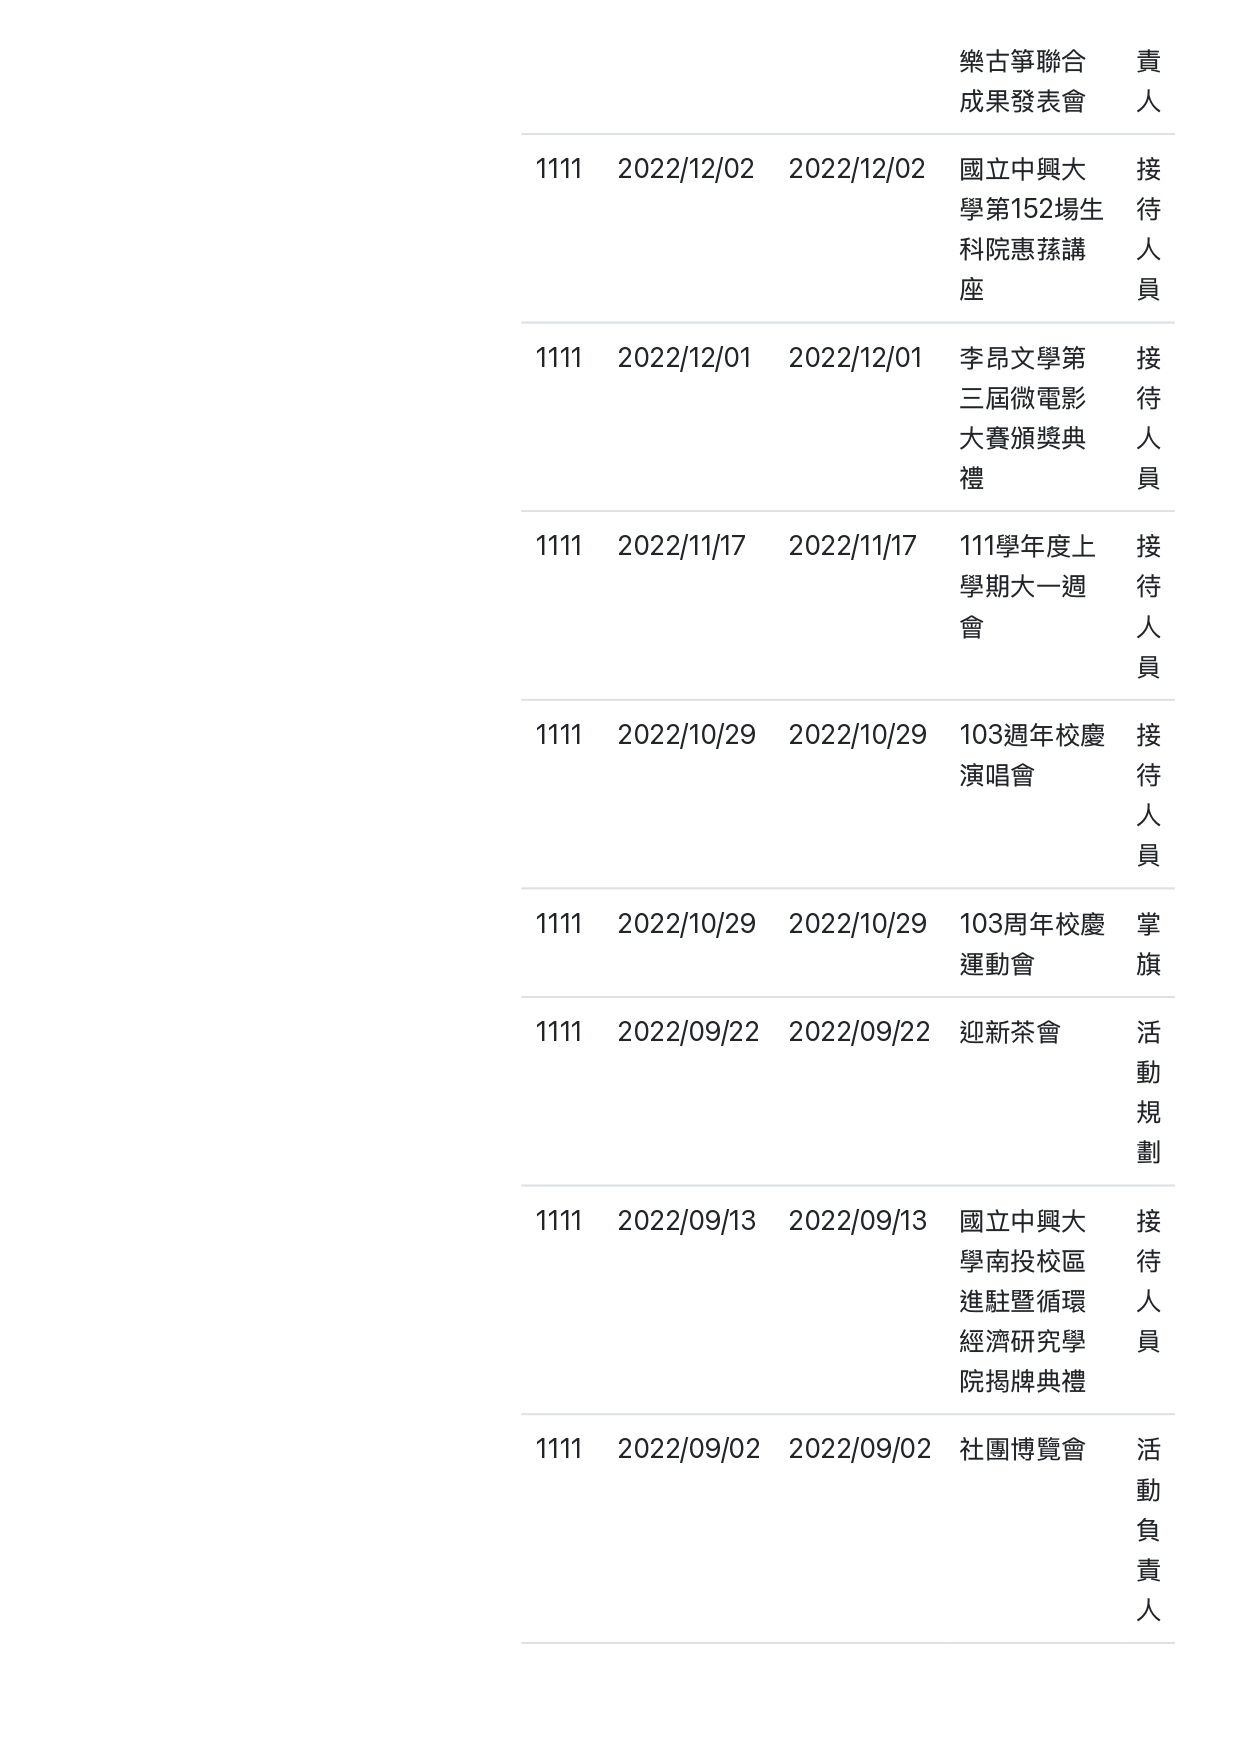 樂古箏聯合 責
成果發表會 人
1111 2022/12/02 2022/12/02 國立中興大 接
學第152場生 待
科院惠蓀講 人
座 員
1111 2022/12/01 2022/12/01 李昂文學第 接
三屆微電影 待
大賽頒獎典 人
禮 員
1111 2022/11/17 2022/11/17 111學年度上 接
學期大一週 待
會 人
員
1111 2022/10/29 2022/10/29 103週年校慶 接
演唱會 待
人
員
1111 2022/10/29 2022/10/29 103周年校慶 掌
運動會 旗
1111 2022/09/22 2022/09/22 迎新茶會 活
動
規
劃
1111 2022/09/13 2022/09/13 國立中興大 接
學南投校區 待
進駐暨循環 人
經濟研究學 員
院揭牌典禮
1111 2022/09/02 2022/09/02 社團博覽會 活
動
負
責
人